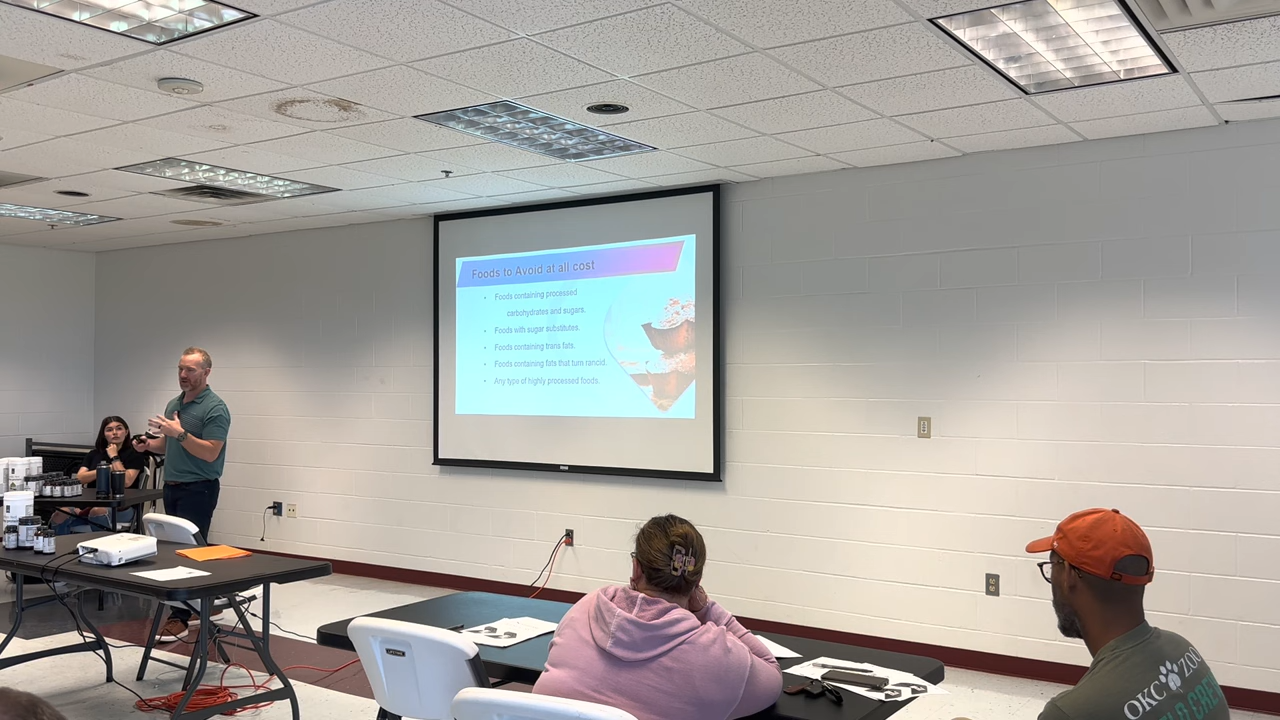 Foods to Avoid at all cost
• Foods containing processed
carbohydrates and sugars.
• Foods with sugar substitutes.
• Foods containing trans fats.
• Foods containing fats that turn rancid.
• Any type of highly processed foods.
LIFETIME
OKC ZOO